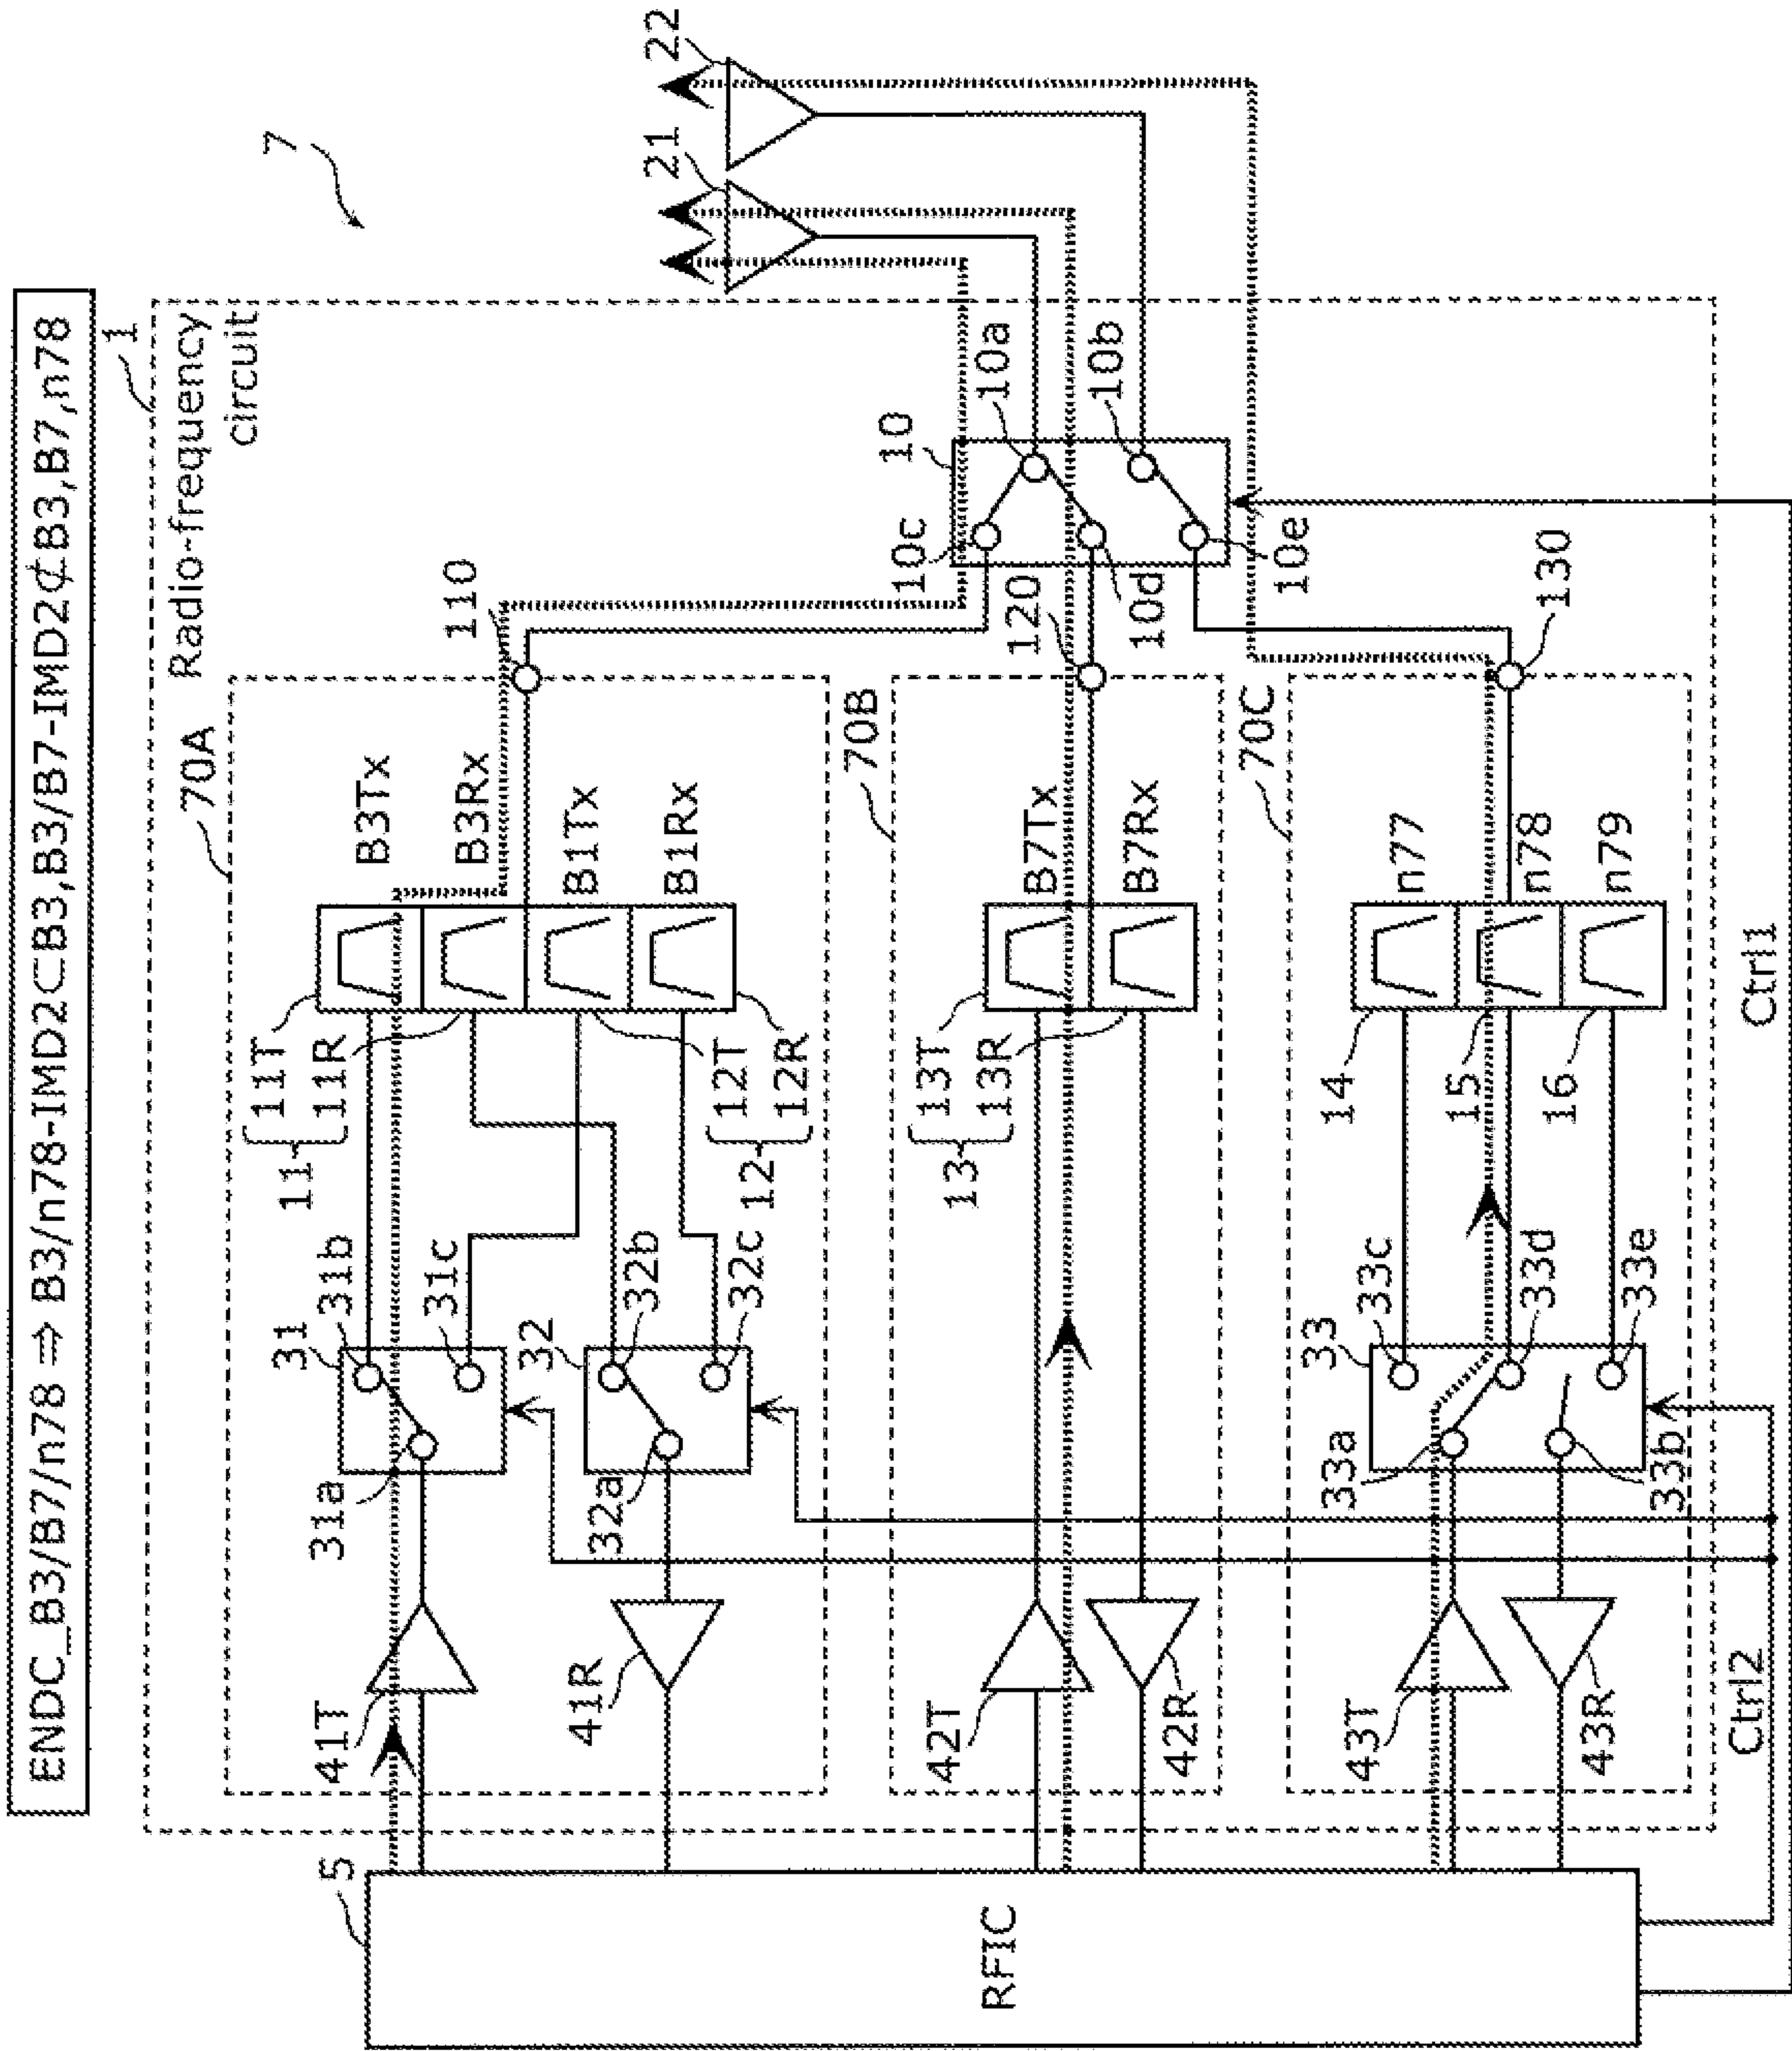 ENDC_B3/B7/n78 ⇒ B3/n78-IMD2⊂B3,B3/B7-IMD2⊄B3,B7,n78
1
7
Radio-frequency
circuit
5
RFIC
70A
41T
31a
31
31b
31c
11
11T
11R
B3Tx
B3Rx
B1Tx
B1Rx
110
41R
32a
32
32b
32c
12
12T
12R
70B
42T
42R
13
13T
13R
B7Tx
B7Rx
120
70C
43T
43R
33a
33b
33
33c
33d
33e
14
15
16
n77
n78
n79
130
10
10a
10b
10c
10d
10e
21
22
Ctrl2
Ctrl1